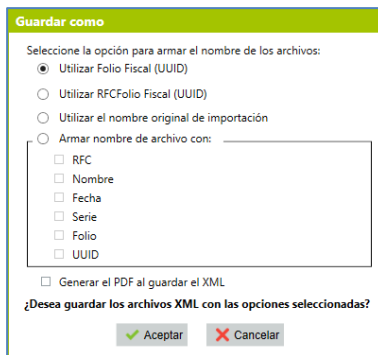 Guardar como
Seleccione la opción para armar el nombre de los archivos:
Utilizar Folio Fiscal (UUID)
Utilizar RFCFolio Fiscal (UUID)
Utilizar el nombre original de importación
Armar nombre de archivo con:
RFC
Nombre
Fecha
Serie
Folio
UUID
Generar el PDF al guardar el XML
¿Desea guardar los archivos XML con las opciones seleccionadas?
Aceptar Cancelar